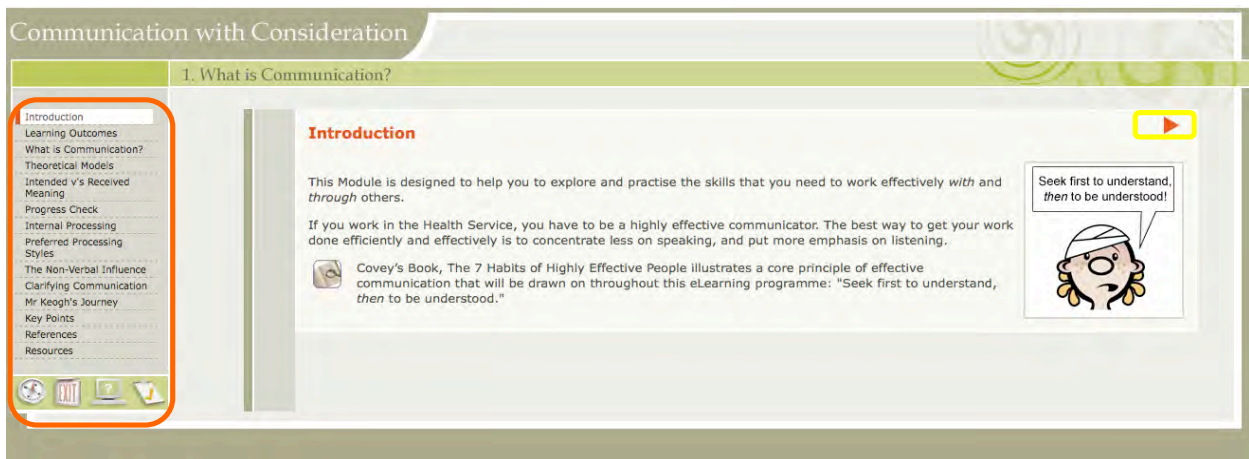 Communication with Consideration
1. What is Communication?
Introduction
Learning Outcomes
What is Communication?
Theoretical Models
Intended v's Received
Meaning
Progress Check
Internal Processing
Preferred Processing
Styles
The Non-Verbal Influence
Clarifying Communication
Mr Keogh's Journey
Key Points
References
Resources
EXIT
?
Introduction
This Module is designed to help you to explore and practise the skills that you need to work effectively with and
through others.
If you work in the Health Service, you have to be a highly effective communicator. The best way to get your work
done efficiently and effectively is to concentrate less on speaking, and put more emphasis on listening.
Covey's Book, The 7 Habits of Highly Effective People illustrates a core principle of effective
communication that will be drawn on throughout this eLearning programme: "Seek first to understand,
then to be understood."
Seek first to understand,
then to be understood!